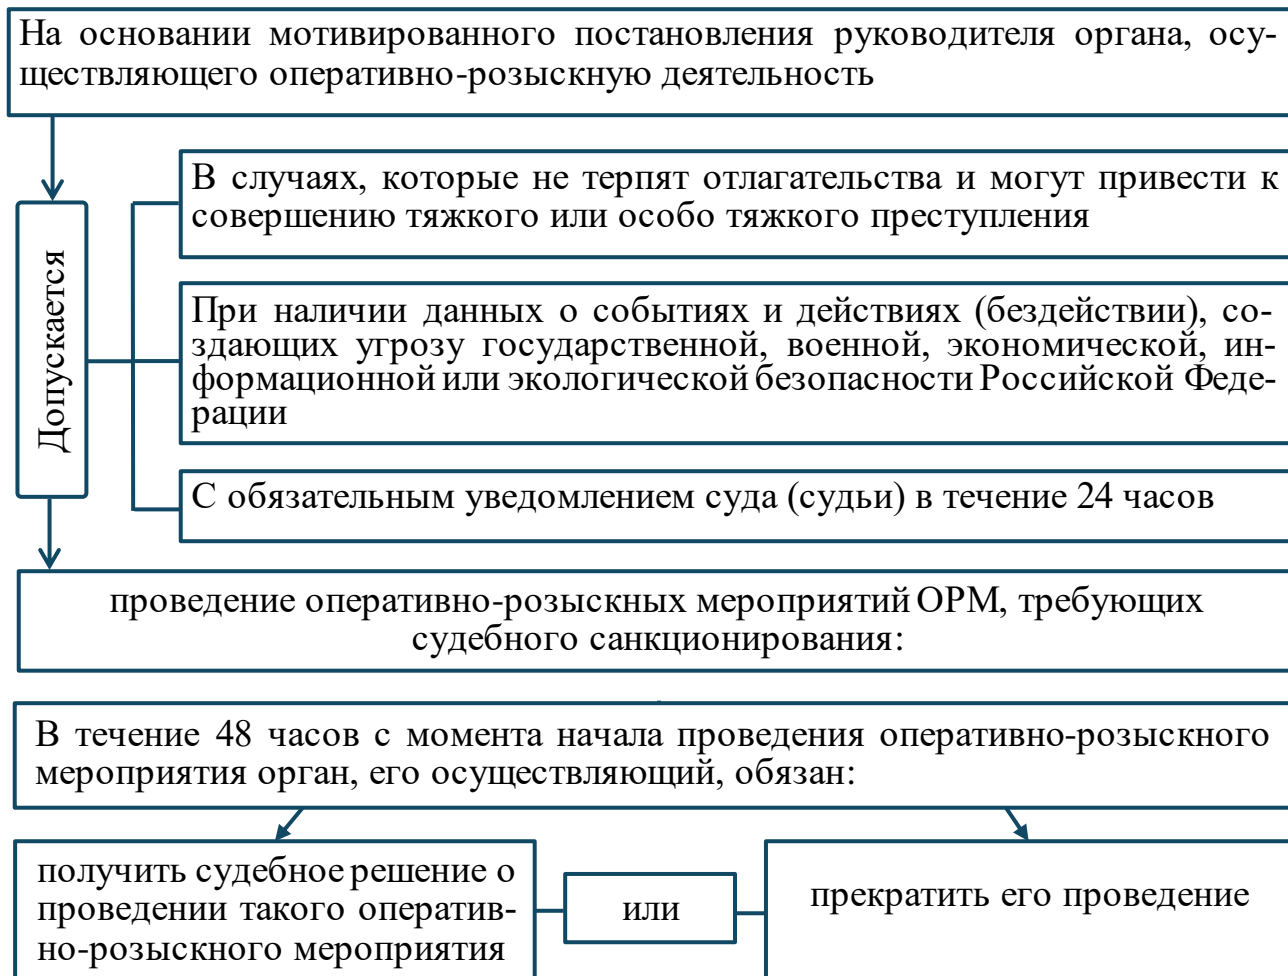 На основании мотивированного постановления руководителя органа, осу-
ществляющего оперативно-розыскную деятельность
Допускается
В случаях, которые не терпят отлагательства и могут привести к
совершению тяжкого или особо тяжкого преступления
При наличии данных о событиях и действиях (бездействии), со-
здающих угрозу государственной, военной, экономической, ин-
формационной или экологической безопасности Российской Феде-
рации
С обязательным уведомлением суда (судьи) в течение 24 часов
проведение оперативно-розыскных мероприятий ОРМ, требующих
судебного санкционирования:
В течение 48 часов с момента начала проведения оперативно-розыскного
мероприятия орган, его осуществляющий, обязан:
получить судебное решение о
проведении такого оператив-
но-розыскного мероприятия
или
прекратить его проведение